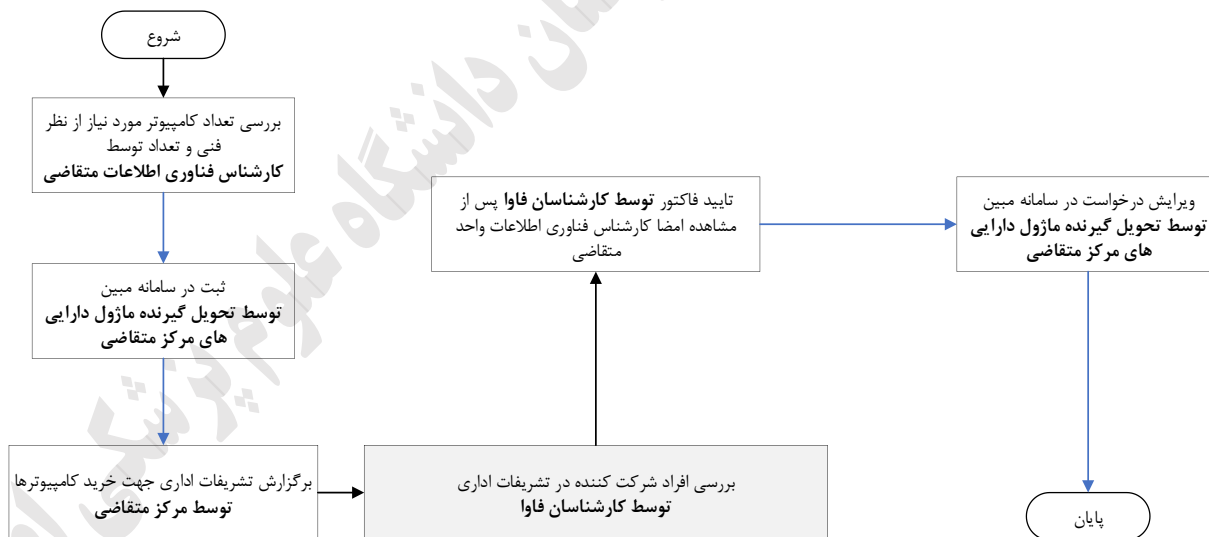 شروع
بررسی تعداد کامپیوتر مورد نیاز از نظر
فنی و تعداد توسط
کارشناس فناوری اطلاعات متقاضی
ثبت در سامانه مبین
توسط تحویل گیرنده ماژول دارایی
های مرکز متقاضی
برگزارش تشریفات اداری جهت خرید کامپیوترها
توسط مرکز متقاضی
بررسی افراد شرکت کننده در تشریفات اداری
توسط کارشناسان فاوا
تایید فاکتور توسط کارشناسان فاوا پس از
مشاهده امضا کارشناس فناوری اطلاعات واحد
متقاضی
ویرایش درخواست در سامانه مبین
توسط تحویل گیرنده ماژول دارایی
های مرکز متقاضی
پایان
دانشگاه علوم پزشکی